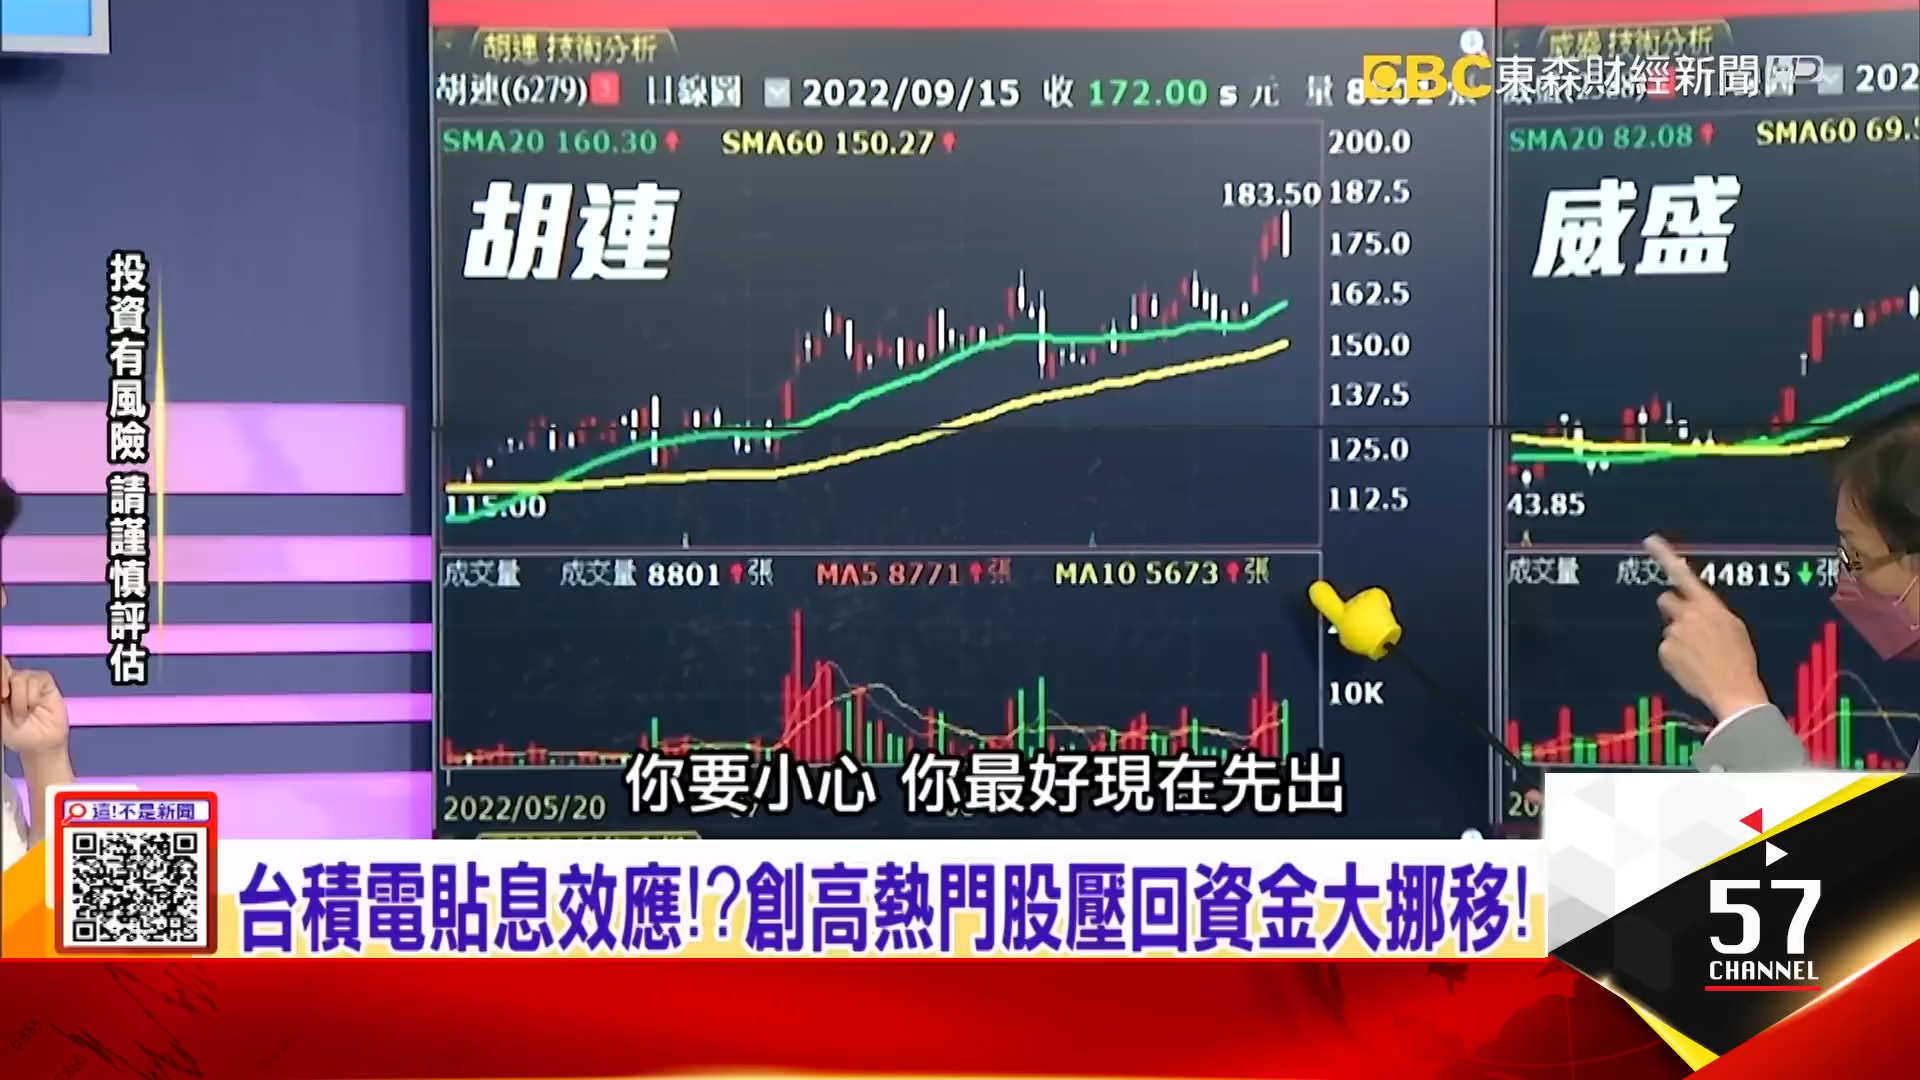 胡連 技術分析
胡連(6279) 日線圖 2022/09/15 收 172.00 s 元 量
SMA20 160.30 SMA60 150.27
胡連
183.50
200.0
187.5
175.0
162.5
150.0
137.5
125.0
112.5
115.00
成交量 成交量 8801 張 MA5 8771 張 MA10 5673 張
10K
2022/05/20
EBC 東森財經新聞
威盛 技術分析
202
SMA20 82.08 SMA60 69.5
威盛
43.85
成交量 44815 張
投資有風險 請謹慎評估
你要小心 你最好現在先出
這!不是新聞
台積電貼息效應!?創高熱門股壓回資金大挪移!
57
CHANNEL